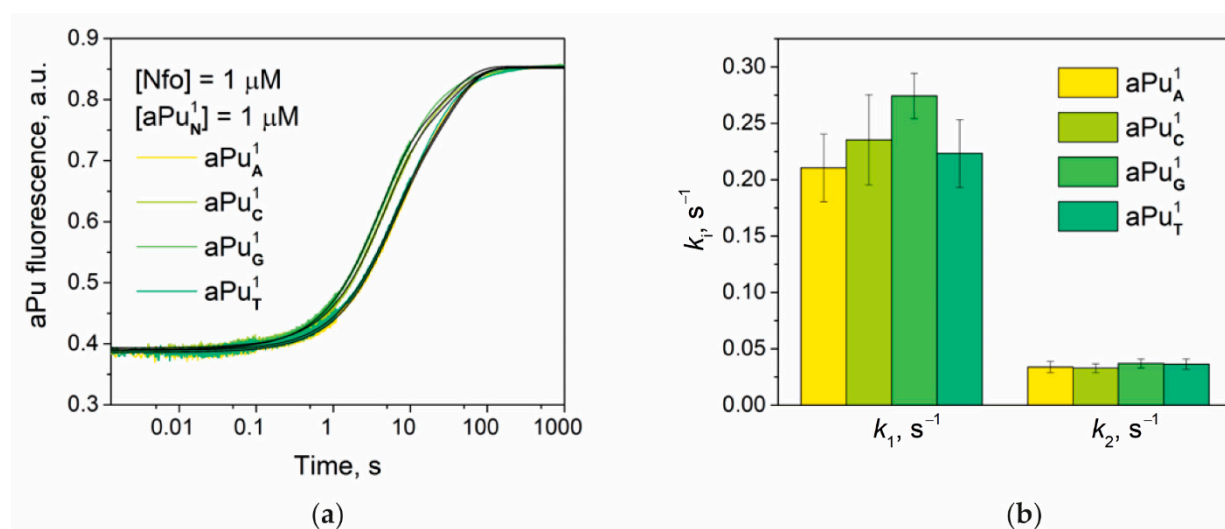 aPu fluorescence, a.u.
0.9
0.8
0.7
0.6
0.5
0.4
0.3
[Nfo] = 1 μM
[aPu¹N] = 1 μM
aPu¹A
aPu¹C
aPu¹G
aPu¹T
0.01 0.1 1 10 100 1000
Time, s
(a)
kᵢ, s⁻¹
0.30
0.25
0.20
0.15
0.10
0.05
0.00
aPu¹A
aPu¹C
aPu¹G
aPu¹T
k₁, s⁻¹ k₂, s⁻¹
(b)